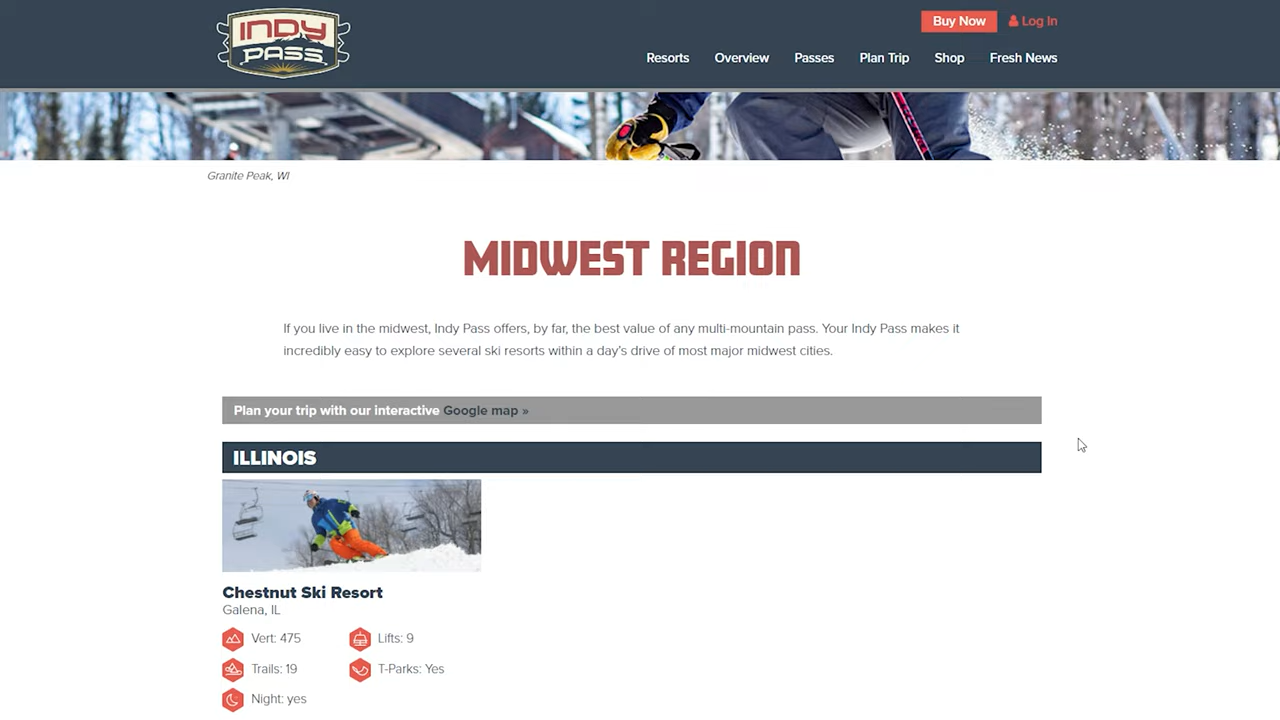 INDY
PASS
Buy Now
Log In
Resorts
Overview
Passes
Plan Trip
Shop
Fresh News
Granite Peak, WI
MIDWEST REGION
If you live in the midwest, Indy Pass offers, by far, the best value of any multi-mountain pass. Your Indy Pass makes it
incredibly easy to explore several ski resorts within a day's drive of most major midwest cities.
Plan your trip with our interactive Google map »
ILLINOIS
Chestnut Ski Resort
Galena, IL
Vert: 475
Lifts: 9
Trails: 19
T-Parks: Yes
Night: yes